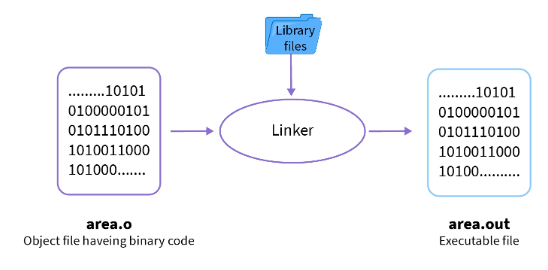 Library
files
.........10101
0100000101
0101110100
1010011000
101000.......
Linker
.........10101
0100000101
0101110100
1010011000
10100..........
area.o
Object file haveing binary code
area.out
Executable file